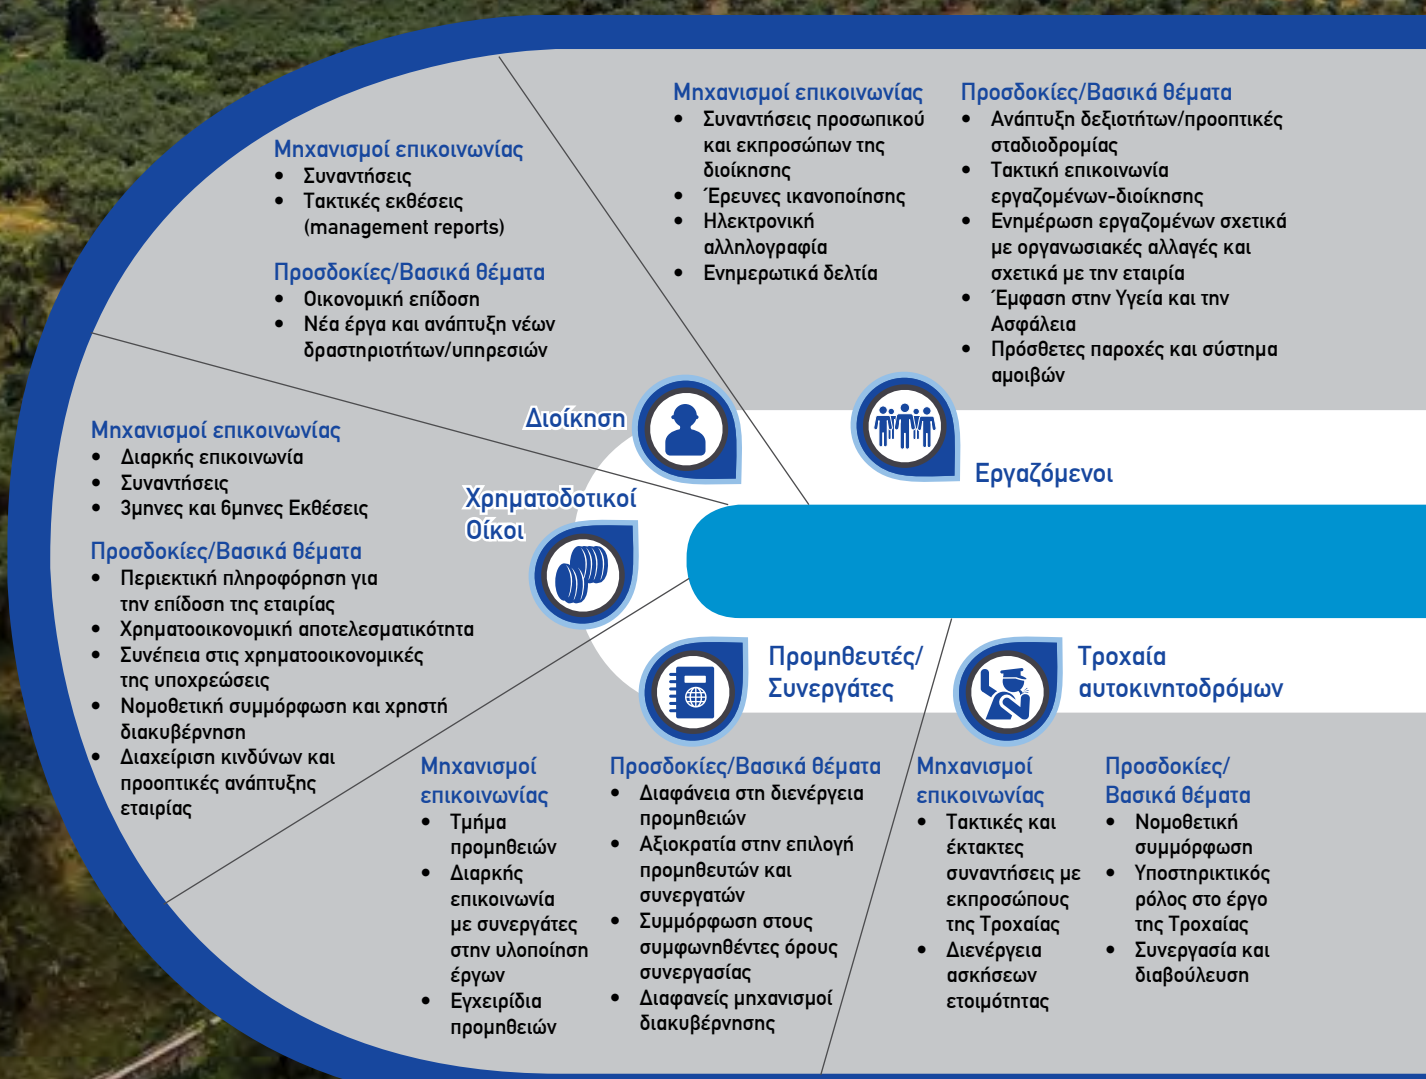 Μηχανισμοί επικοινωνίας
• Συναντήσεις
• Τακτικές εκθέσεις
(management reports)
Προσδοκίες/Βασικά θέματα
• Οικονομική επίδοση
• Νέα έργα και ανάπτυξη νέων
δραστηριοτήτων/υπηρεσιών
Διοίκηση
Μηχανισμοί επικοινωνίας
• Συναντήσεις προσωπικού
και εκπροσώπων της
διοίκησης
• Έρευνες ικανοποίησης
• Ηλεκτρονική
αλληλογραφία
• Ενημερωτικά δελτία
Προσδοκίες/Βασικά θέματα
• Ανάπτυξη δεξιοτήτων/προοπτικές
σταδιοδρομίας
• Τακτική επικοινωνία
εργαζομένων-διοίκησης
• Ενημέρωση εργαζομένων σχετικά
με οργανωσιακές αλλαγές και
σχετικά με την εταιρία
• Έμφαση στην Υγεία και την
Ασφάλεια
• Πρόσθετες παροχές και σύστημα
αμοιβών
Εργαζόμενοι
Μηχανισμοί επικοινωνίας
• Διαρκής επικοινωνία
• Συναντήσεις
• 3μηνες και 6μηνες Εκθέσεις
Προσδοκίες/Βασικά θέματα
• Περιεκτική πληροφόρηση για
την επίδοση της εταιρίας
• Χρηματοοικονομική αποτελεσματικότητα
• Συνέπεια στις χρηματοοικονομικές
της υποχρεώσεις
• Νομοθετική συμμόρφωση και χρηστή
διακυβέρνηση
• Διαχείριση κινδύνων και
προοπτικές ανάπτυξης
εταιρίας
Χρηματοδοτικοί
Οίκοι
Προμηθευτές/
Συνεργάτες
Μηχανισμοί
επικοινωνίας
• Τμήμα
προμηθειών
• Διαρκής
επικοινωνία
με συνεργάτες
στην υλοποίηση
έργων
• Εγχειρίδια
προμηθειών
Προσδοκίες/Βασικά θέματα
• Διαφάνεια στη διενέργεια
προμηθειών
• Αξιοκρατία στην επιλογή
προμηθευτών και
συνεργατών
• Συμμόρφωση στους
συμφωνηθέντες όρους
συνεργασίας
• Διαφανείς μηχανισμοί
διακυβέρνησης
Τροχαία
αυτοκινητοδρόμων
Μηχανισμοί
επικοινωνίας
• Τακτικές και
έκτακτες
συναντήσεις με
εκπροσώπους
της Τροχαίας
• Διενέργεια
ασκήσεων
ετοιμότητας
Προσδοκίες/
Βασικά θέματα
• Νομοθετική
συμμόρφωση
• Υποστηρικτικός
ρόλος στο έργο
της Τροχαίας
• Συνεργασία και
διαβούλευση